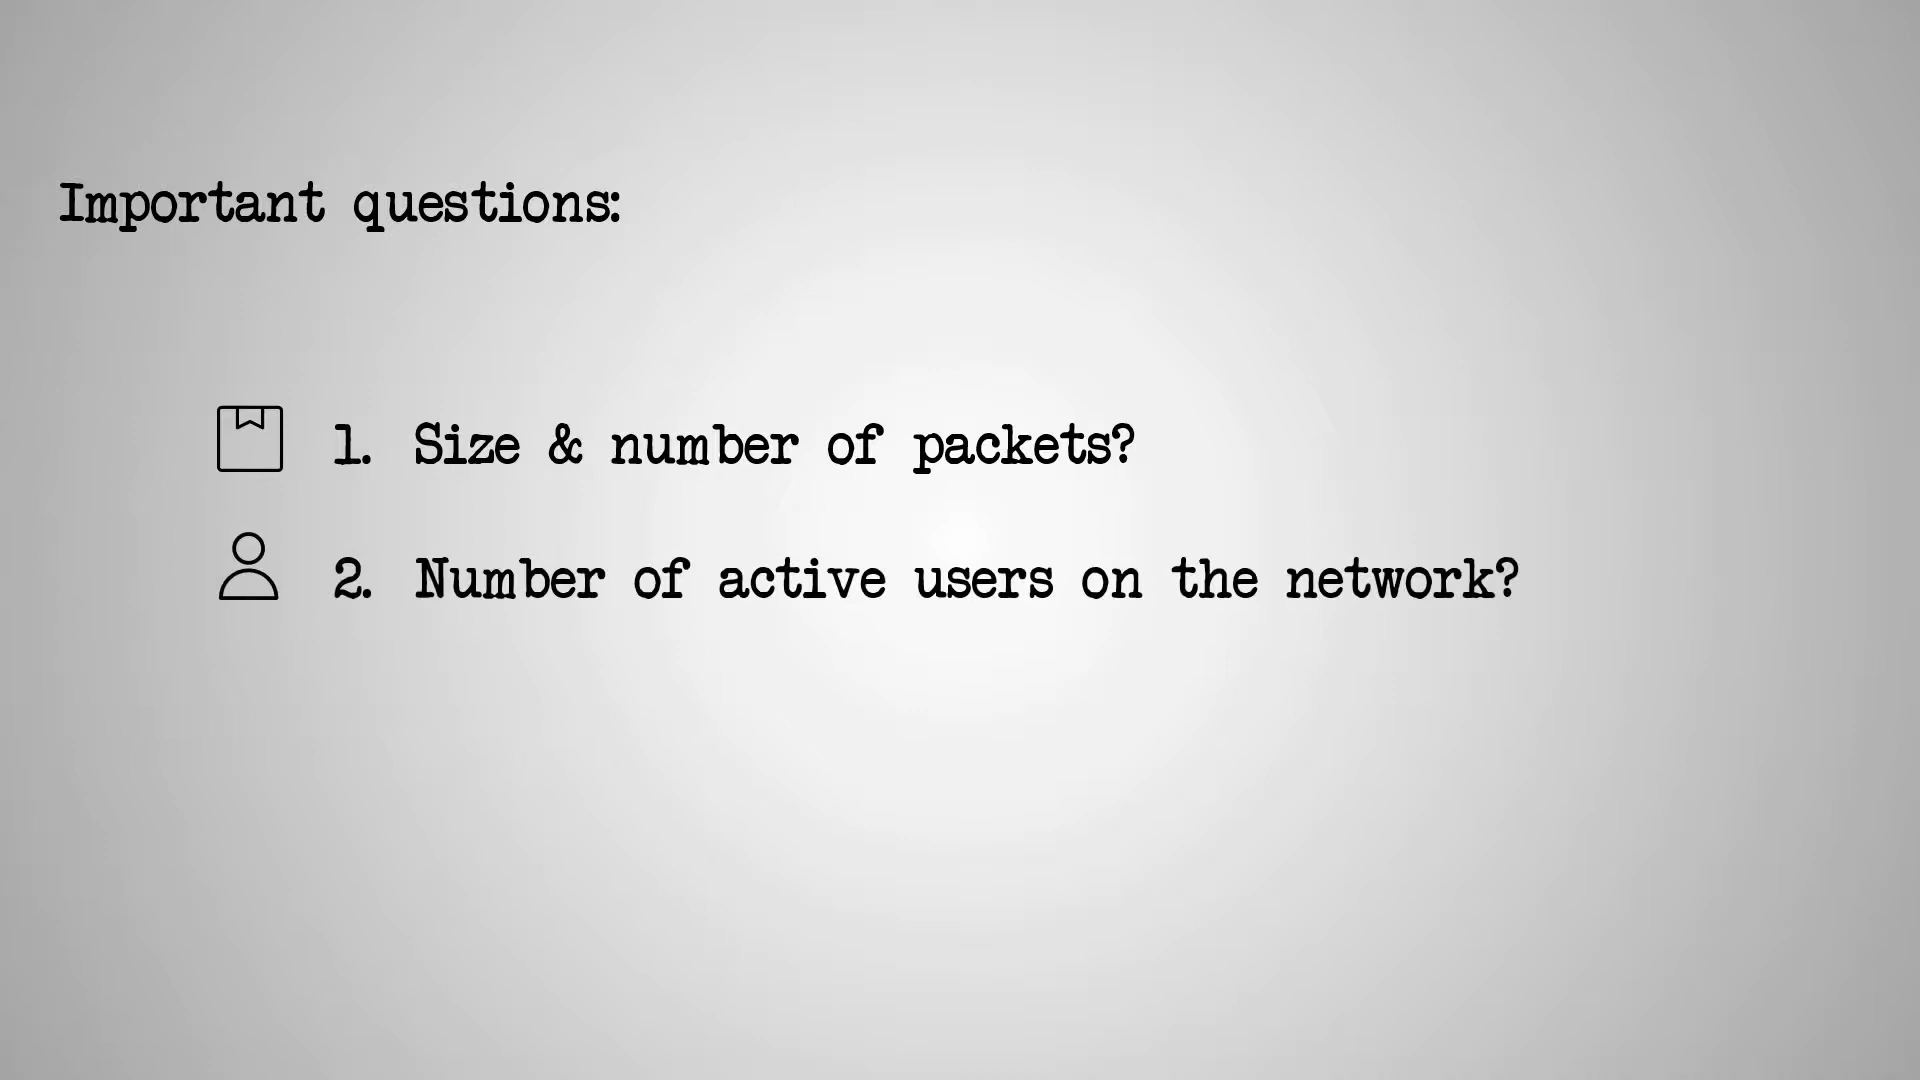 Important questions:
1. Size & number of packets?
2. Number of active users on the network?